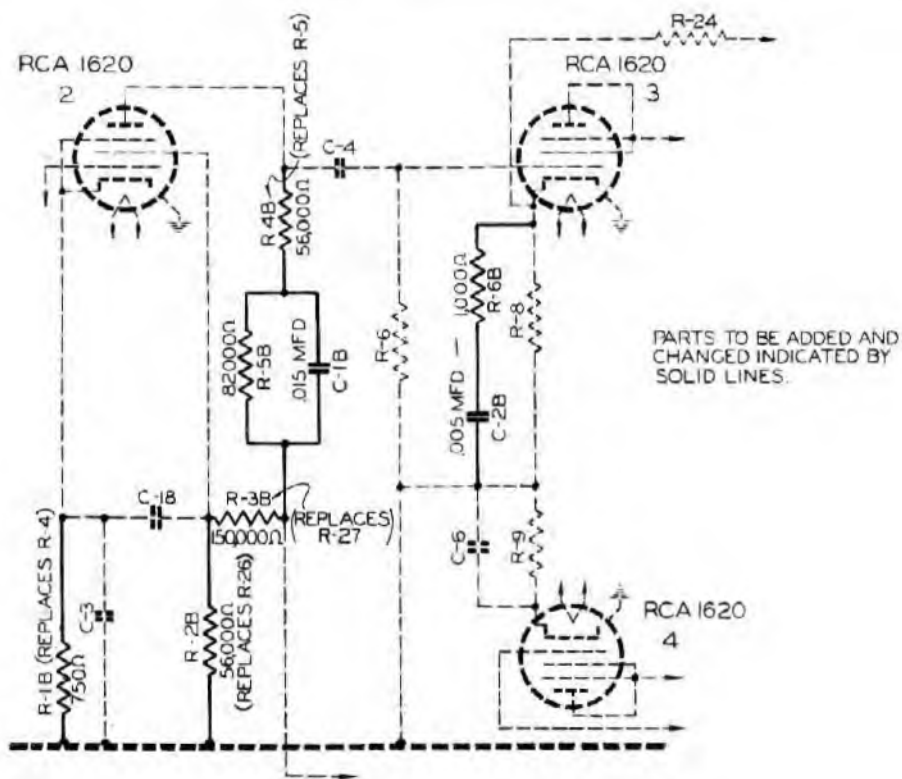 R-24
RCA 1620
2
RCA 1620
3
(REPLACES R-5)
R-4B
56,000Ω
C-4
82000Ω
R-5B
.015 MFD
C-1B
R-6
1,000Ω
R-6B
R-8
.005 MFD
C-2B
PARTS TO BE ADDED AND
CHANGED INDICATED BY
SOLID LINES.
C-18
R-3B
150,000Ω
(REPLACES
R-27)
C-6
R-9
R-1B (REPLACES R-4)
750Ω
C-3
R-2B
56,000Ω
(REPLACES R-26)
RCA 1620
4